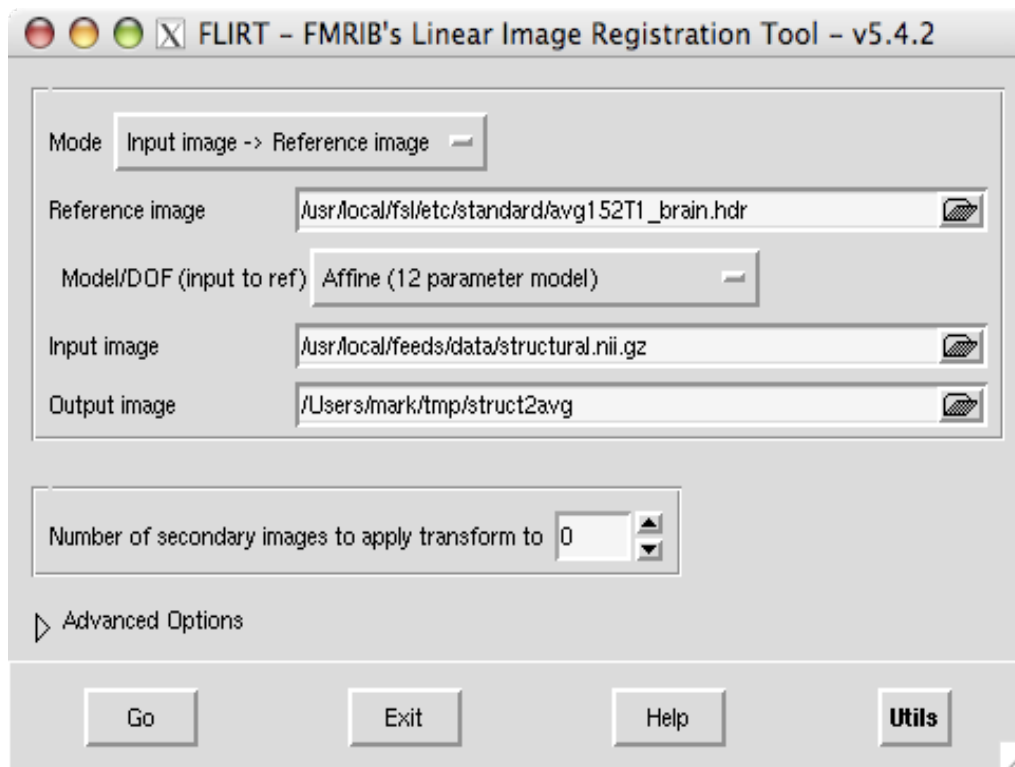 X FLIRT - FMRIB's Linear Image Registration Tool - v5.4.2
Mode Input image -> Reference image
Reference image /usr/local/fsl/etc/standard/avg152T1_brain.hdr
Model/DOF (input to ref) Affine (12 parameter model)
Input image /usr/local/feeds/data/structural.nii.gz
Output image /Users/mark/tmp/struct2avg
Number of secondary images to apply transform to 0
Advanced Options
Go Exit Help Utils